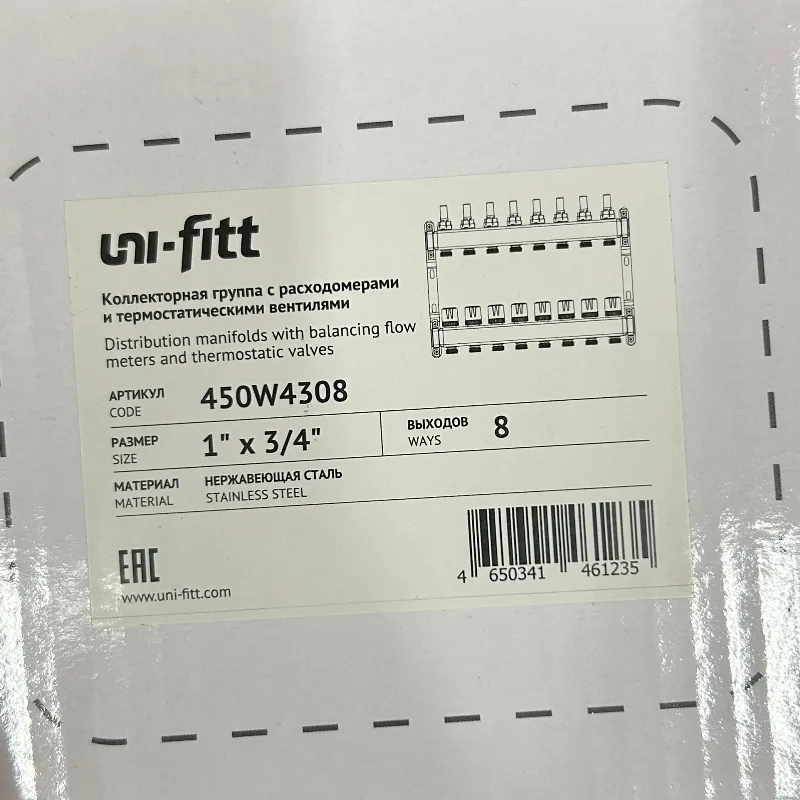 uni-fitt
Коллекторная группа с расходомерами
и термостатическими вентилями
Distribution manifolds with balancing flow
meters and thermostatic valves
АРТИКУЛ
CODE
450W4308
РАЗМЕР
SIZE
1" x 3/4"
ВЫХОДОВ
WAYS
8
МАТЕРИАЛ
MATERIAL
НЕРЖАВЕЮЩАЯ СТАЛЬ
STAINLESS STEEL
EAC
www.uni-fitt.com
4 650341 461235